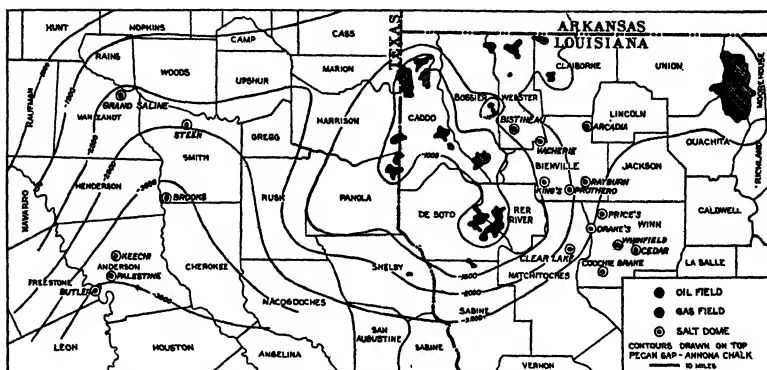 ARKANSAS
LOUISIANA
TEXAS
HUNT
HOPKINS
CAMP
CASS
RAINS
WOODS
UPSHUR
MARION
KAUFMAN
VAN ZANDT
GRAND SALINE
STEEN
SMITH
GREGG
HARRISON
CADDO
BOSSIER
WEBSTER
BISTINEAU
CLAIBORNE
UNION
MOREHOUSE
LINCOLN
ARCADIA
VACHERIE
BIENVILLE
OUACHITA
RICHLAND
JACKSON
HENDERSON
NAVARRO
BROOKS
RUSK
PANOLA
DE SOTO
RER
RIVER
KING'S
PROTHERO
RAYBURN
PRICE'S
WINN
DRAKE'S
WINNFIELD
CEDAR
COOCHIE BRAKE
CALDWELL
LA SALLE
CLEAR LAKE
NATCHITOCHES
KEECHI
ANDERSON
PALESTINE
CHEROKEE
FREESTONE
BUTLER
LEON
HOUSTON
NACOGDOCHES
ANGELINA
SHELBY
SAN
AUGUSTINE
SABINE
SABINE
VERNON
-1000
-1500
-2000
OIL FIELD
GAS FIELD
SALT DOME
CONTOURS DRAWN ON TOP
PECAN GAP - ANNONA CHALK
10 MILES